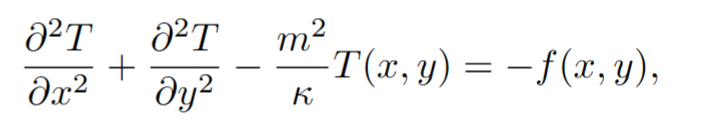 ∂²T/∂x² + ∂²T/∂y² − m²/κ T(x, y) = −f(x, y),